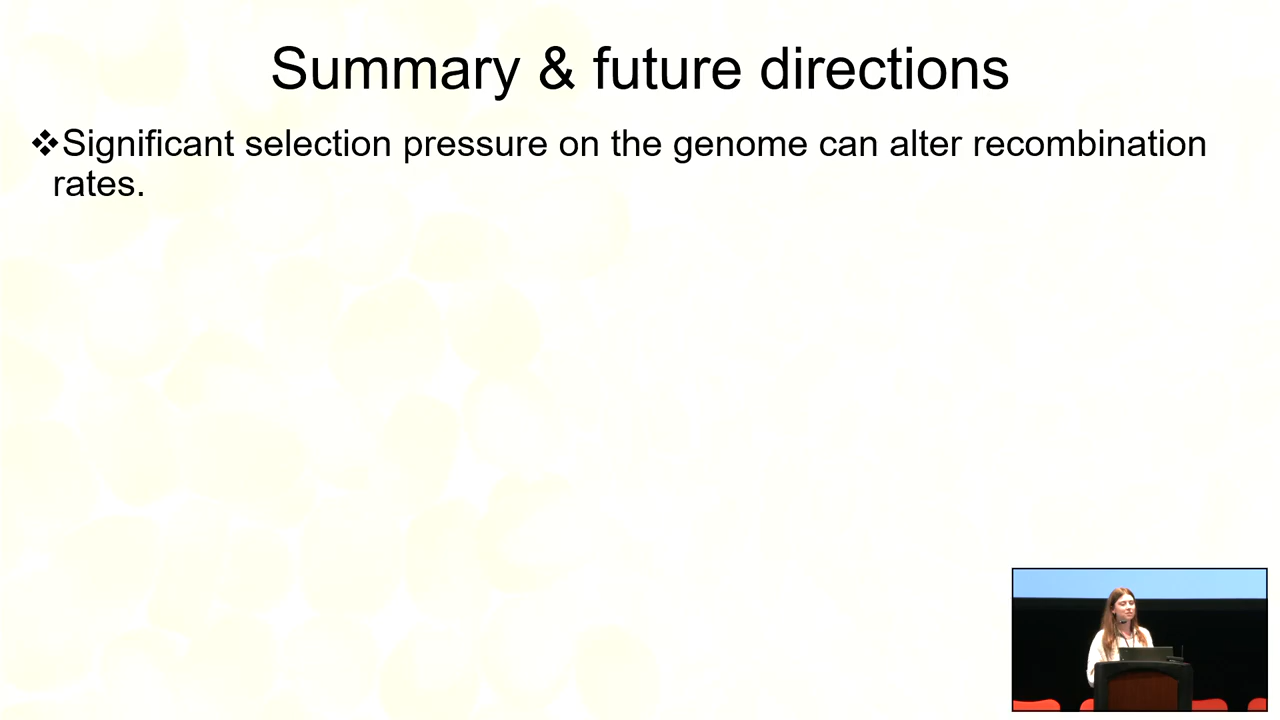 Summary & future directions
❖Significant selection pressure on the genome can alter recombination
rates.